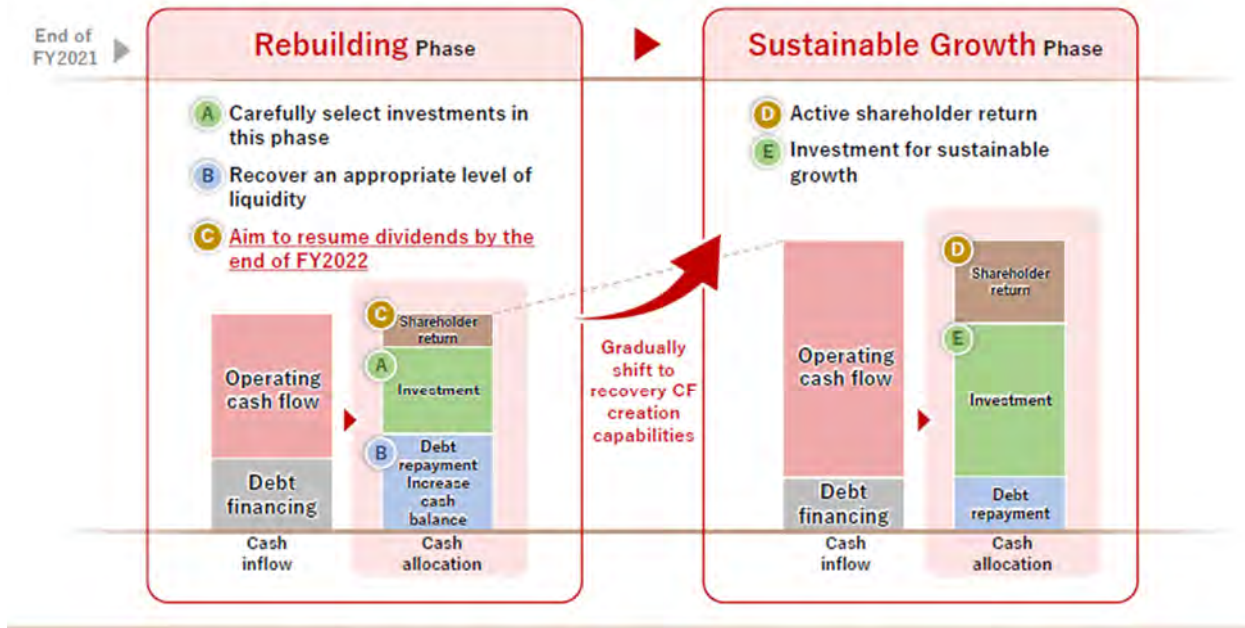 End of
FY2021
Rebuilding Phase
A Carefully select investments in
this phase
B Recover an appropriate level of
liquidity
C Aim to resume dividends by the
end of FY2022
Operating
cash flow
Debt
financing
Cash
inflow
C
Shareholder
return
A
Investment
B
Debt
repayment
Increase
cash
balance
Cash
allocation
Gradually
shift to
recovery CF
creation
capabilities
Sustainable Growth Phase
D Active shareholder return
E Investment for sustainable
growth
Operating
cash flow
Debt
financing
Cash
inflow
D
Shareholder
return
E
Investment
Debt
repayment
Cash
allocation